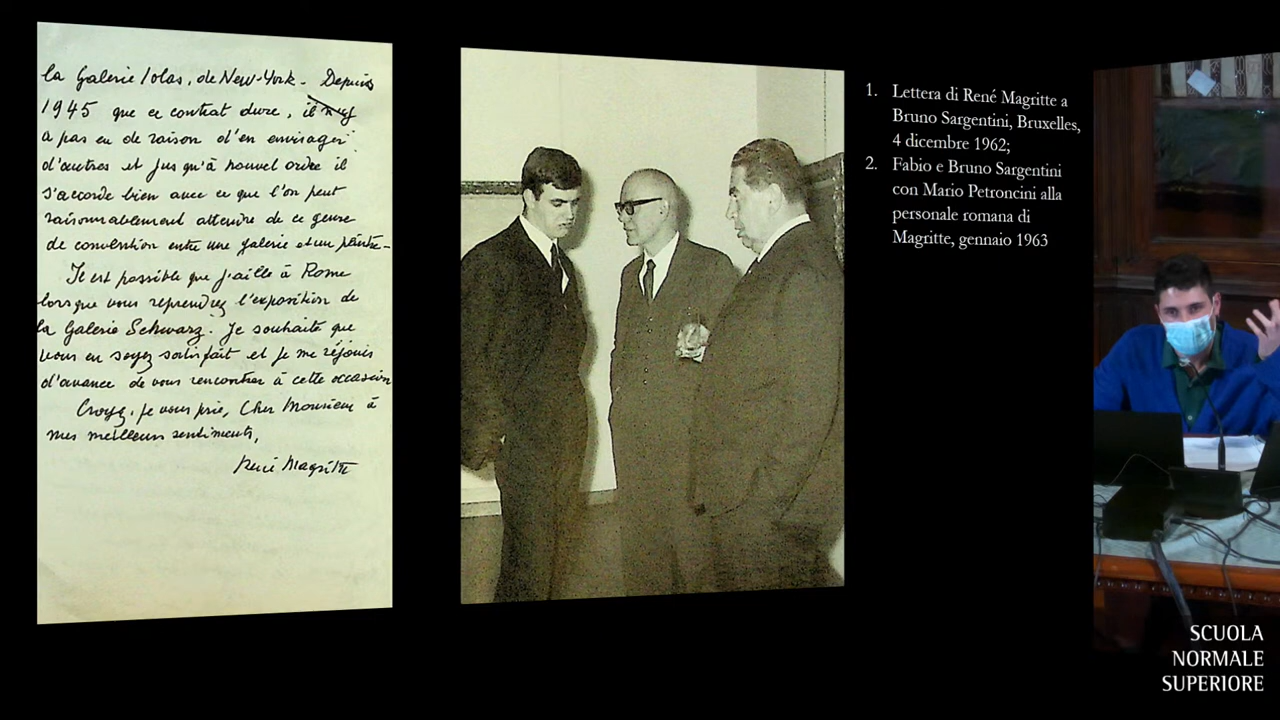 la Galerie Iolas, de New-York. Depuis
1945 que ce contrat dure, il n'y
a pas eu de raison d'en envisager
d'autres et jusqu'à nouvel ordre il
s'accorde bien avec ce que l'on peut
raisonnablement attendre de ce genre
de convention entre une galerie et un peintre-
Il est possible que j'aille à Rome
lorsque vous reprendrez l'exposition de
la Galerie Schwarz. Je souhaite que
vous en soyez satisfait et je me réjouis
d'avance de vous rencontrer à cette occasion
Croyez, je vous prie, Cher Monsieur à
mes meilleurs sentiments,
René Magritte
1. Lettera di René Magritte a
Bruno Sargentini, Bruxelles,
4 dicembre 1962;
2. Fabio e Bruno Sargentini
con Mario Petroncini alla
personale romana di
Magritte, gennaio 1963
SCUOLA
NORMALE
SUPERIORE